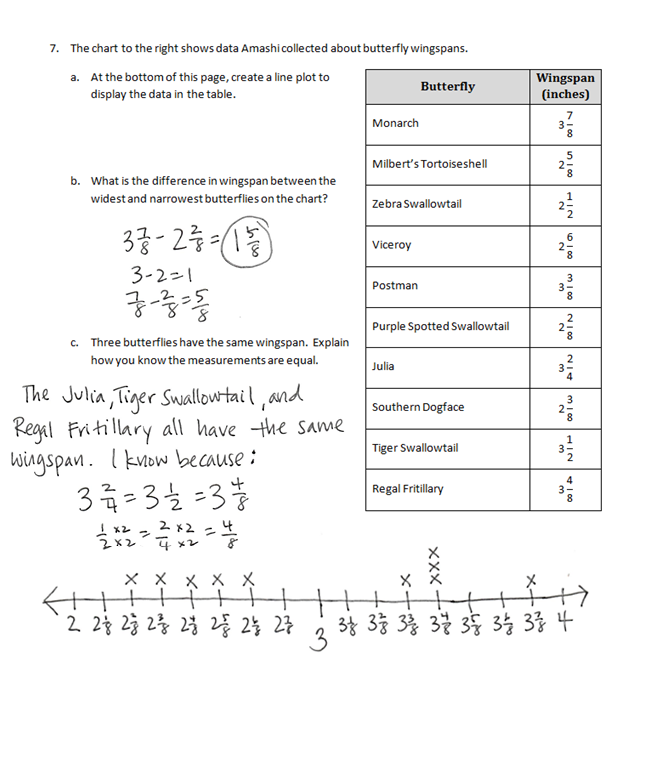 7. The chart to the right shows data Amashi collected about butterfly wingspans.
a. At the bottom of this page, create a line plot to
display the data in the table.
b. What is the difference in wingspan between the
widest and narrowest butterflies on the chart?
3 7/8 - 2 2/8 = 1 5/8
3-2=1
7/8 - 2/8 = 5/8
c. Three butterflies have the same wingspan. Explain
how you know the measurements are equal.
The Julia, Tiger Swallowtail, and
Regal Fritillary all have the same
wingspan. I know because:
3 2/4 = 3 1/2 = 3 4/8
1/2 x2/x2 = 2/4 x2/x2 = 4/8
Butterfly Wingspan
(inches)
Monarch 3 7/8
Milbert's Tortoiseshell 2 5/8
Zebra Swallowtail 2 1/2
Viceroy 2 6/8
Postman 3 3/8
Purple Spotted Swallowtail 2 2/8
Julia 3 2/4
Southern Dogface 2 3/8
Tiger Swallowtail 3 1/2
Regal Fritillary 3 4/8
X
X
X X X X X X X X
2 2 1/8 2 2/8 2 3/8 2 4/8 2 5/8 2 6/8 2 7/8 3 3 1/8 3 2/8 3 3/8 3 4/8 3 5/8 3 6/8 3 7/8 4